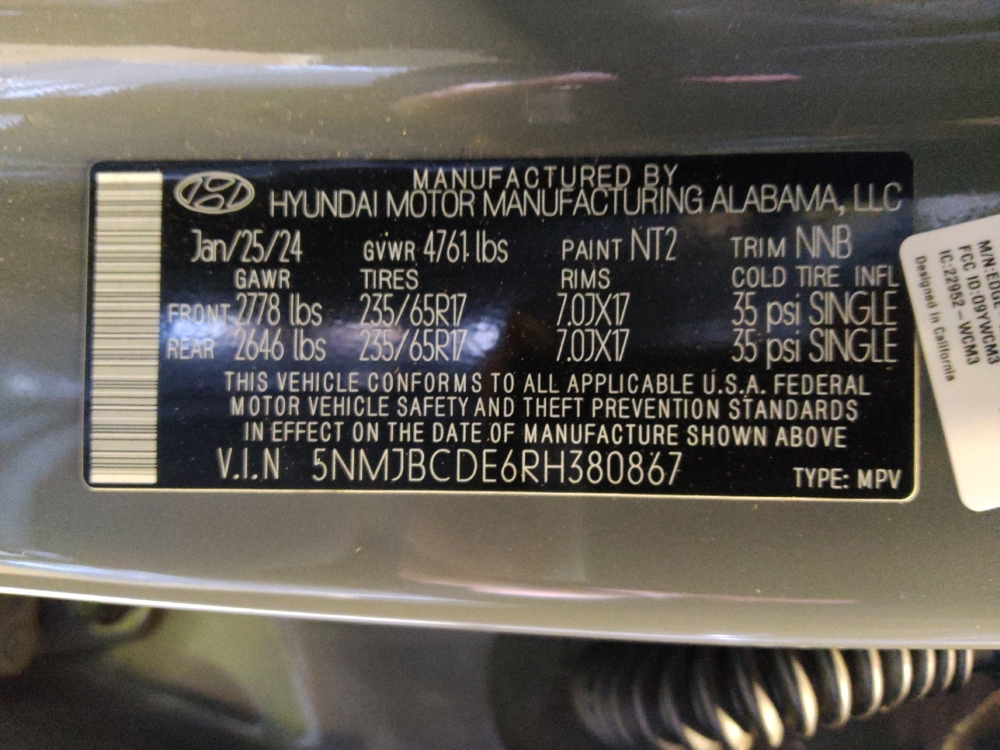 MANUFACTURED BY
HYUNDAI MOTOR MANUFACTURING ALABAMA, LLC
Jan/25/24 GVWR 4761 lbs PAINT NT2 TRIM NNB
GAWR TIRES RIMS COLD TIRE INFL
FRONT 2778 lbs 235/65R17 7.0JX17 35 psi SINGLE
REAR 2646 lbs 235/65R17 7.0JX17 35 psi SINGLE
THIS VEHICLE CONFORMS TO ALL APPLICABLE U.S.A. FEDERAL
MOTOR VEHICLE SAFETY AND THEFT PREVENTION STANDARDS
IN EFFECT ON THE DATE OF MANUFACTURE SHOWN ABOVE
V.I.N 5NMJBCDE6RH380867 TYPE: MPV
FCC ID:O9YWCM3
IC:22952-WCM3
Designed in California